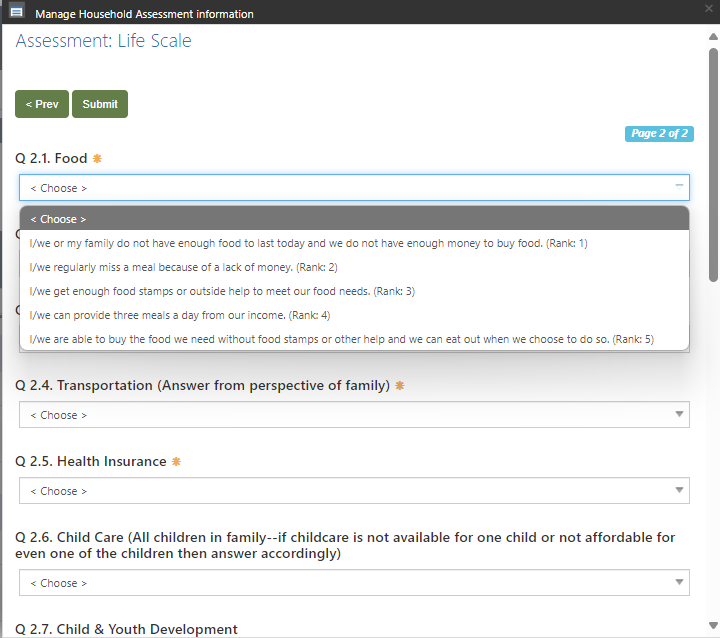 Manage Household Assessment information
Assessment: Life Scale
< Prev
Submit
Page 2 of 2
Q 2.1. Food *
< Choose >
< Choose >
I/we or my family do not have enough food to last today and we do not have enough money to buy food. (Rank: 1)
I/we regularly miss a meal because of a lack of money. (Rank: 2)
I/we get enough food stamps or outside help to meet our food needs. (Rank: 3)
I/we can provide three meals a day from our income. (Rank: 4)
I/we are able to buy the food we need without food stamps or other help and we can eat out when we choose to do so. (Rank: 5)
Q 2.4. Transportation (Answer from perspective of family) *
< Choose >
Q 2.5. Health Insurance *
< Choose >
Q 2.6. Child Care (All children in family--if childcare is not available for one child or not affordable for
even one of the children then answer accordingly)
< Choose >
Q 2.7. Child & Youth Development